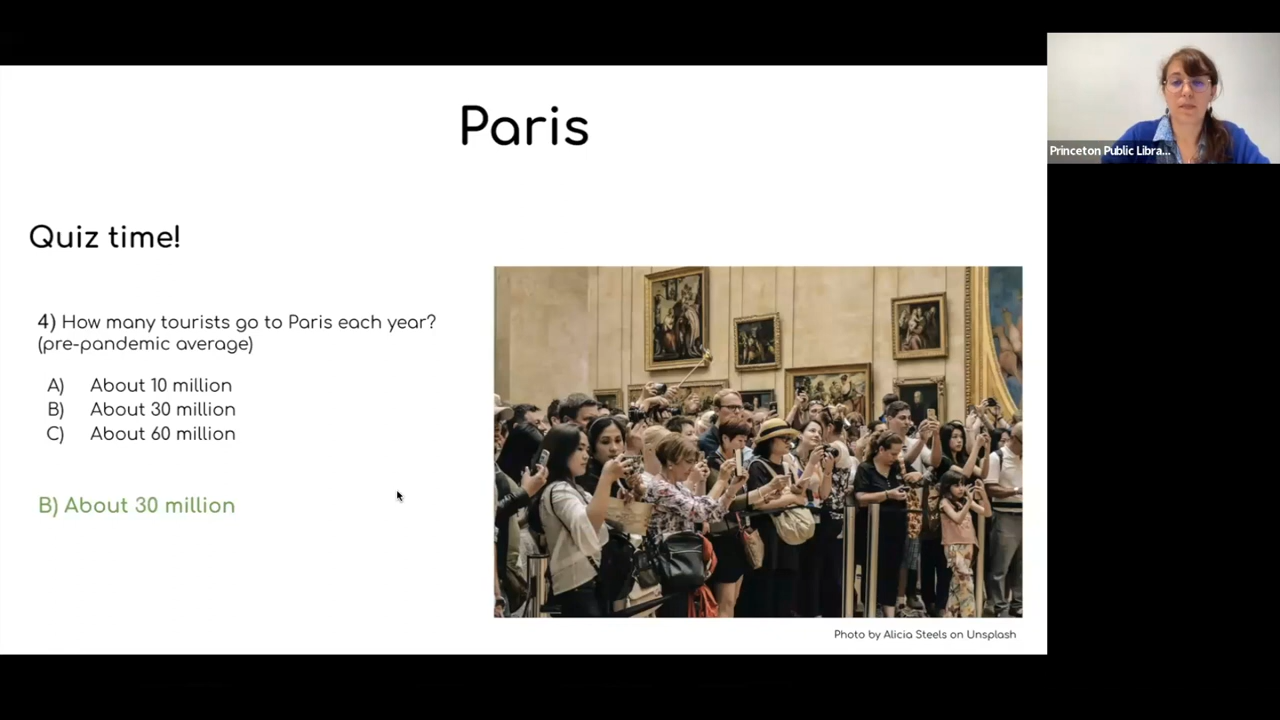 Paris
Princeton Public Libra...
Quiz time!
4) How many tourists go to Paris each year?
(pre-pandemic average)
A) About 10 million
B) About 30 million
C) About 60 million
B) About 30 million
Photo by Alicia Steels on Unsplash